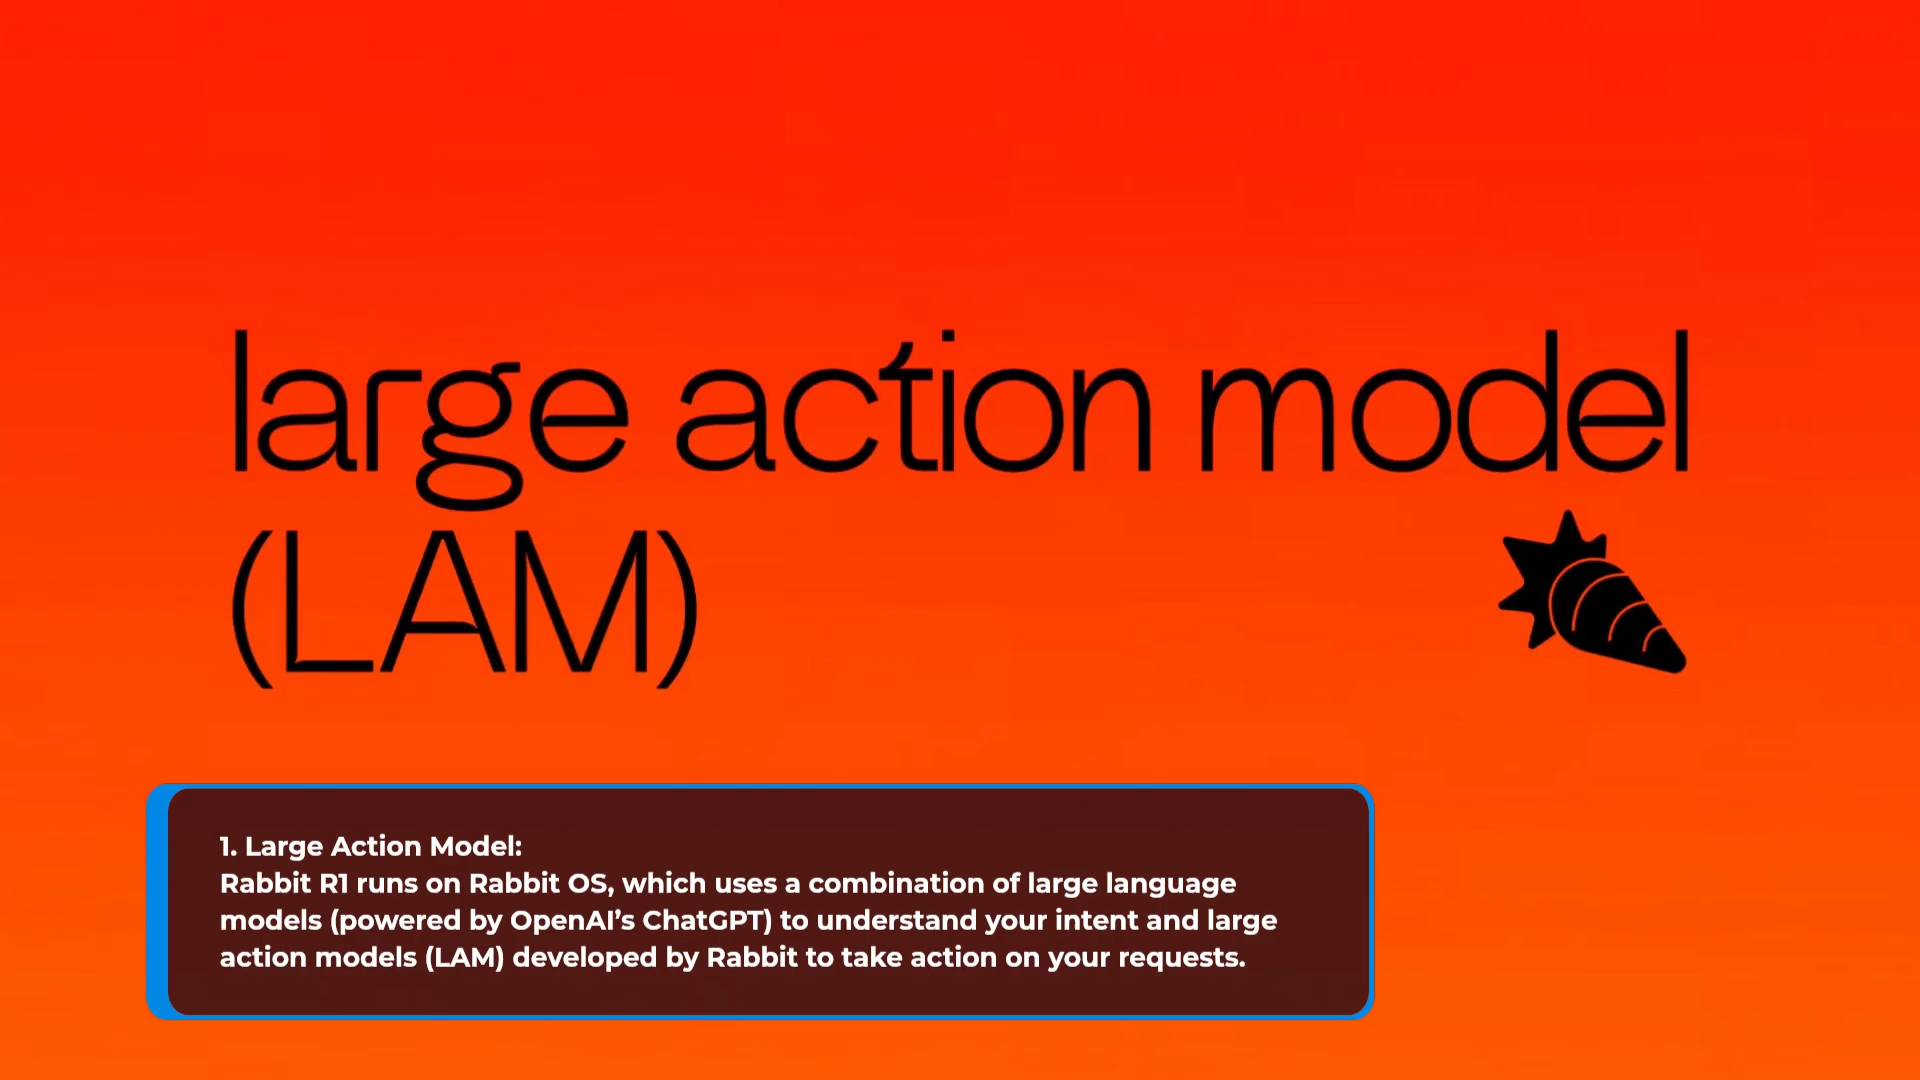 large action model
(LAM)
1. Large Action Model:
Rabbit R1 runs on Rabbit OS, which uses a combination of large language
models (powered by OpenAI’s ChatGPT) to understand your intent and large
action models (LAM) developed by Rabbit to take action on your requests.